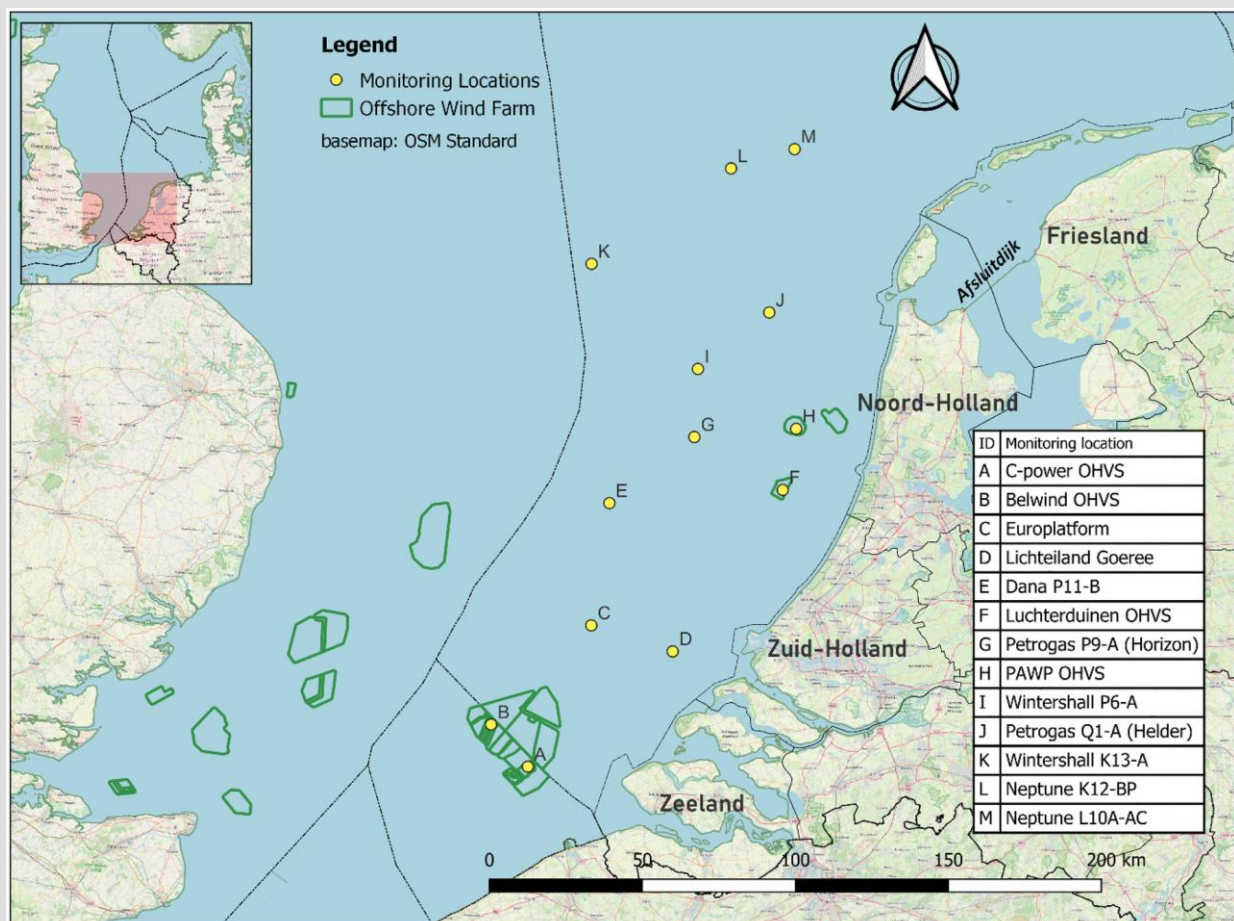 Legend
Monitoring Locations
Offshore Wind Farm
basemap: OSM Standard
M
L
K
J
I
H
G
F
E
C
D
B
A
Friesland
Afsluitdijk
Noord-Holland
Zuid-Holland
Zeeland
ID Monitoring location
A C-power OHVS
B Belwind OHVS
C Europlatform
D Lichteiland Goeree
E Dana P11-B
F Luchterduinen OHVS
G Petrogas P9-A (Horizon)
H PAWP OHVS
I Wintershall P6-A
J Petrogas Q1-A (Helder)
K Wintershall K13-A
L Neptune K12-BP
M Neptune L10A-AC
0 50 100 200 km